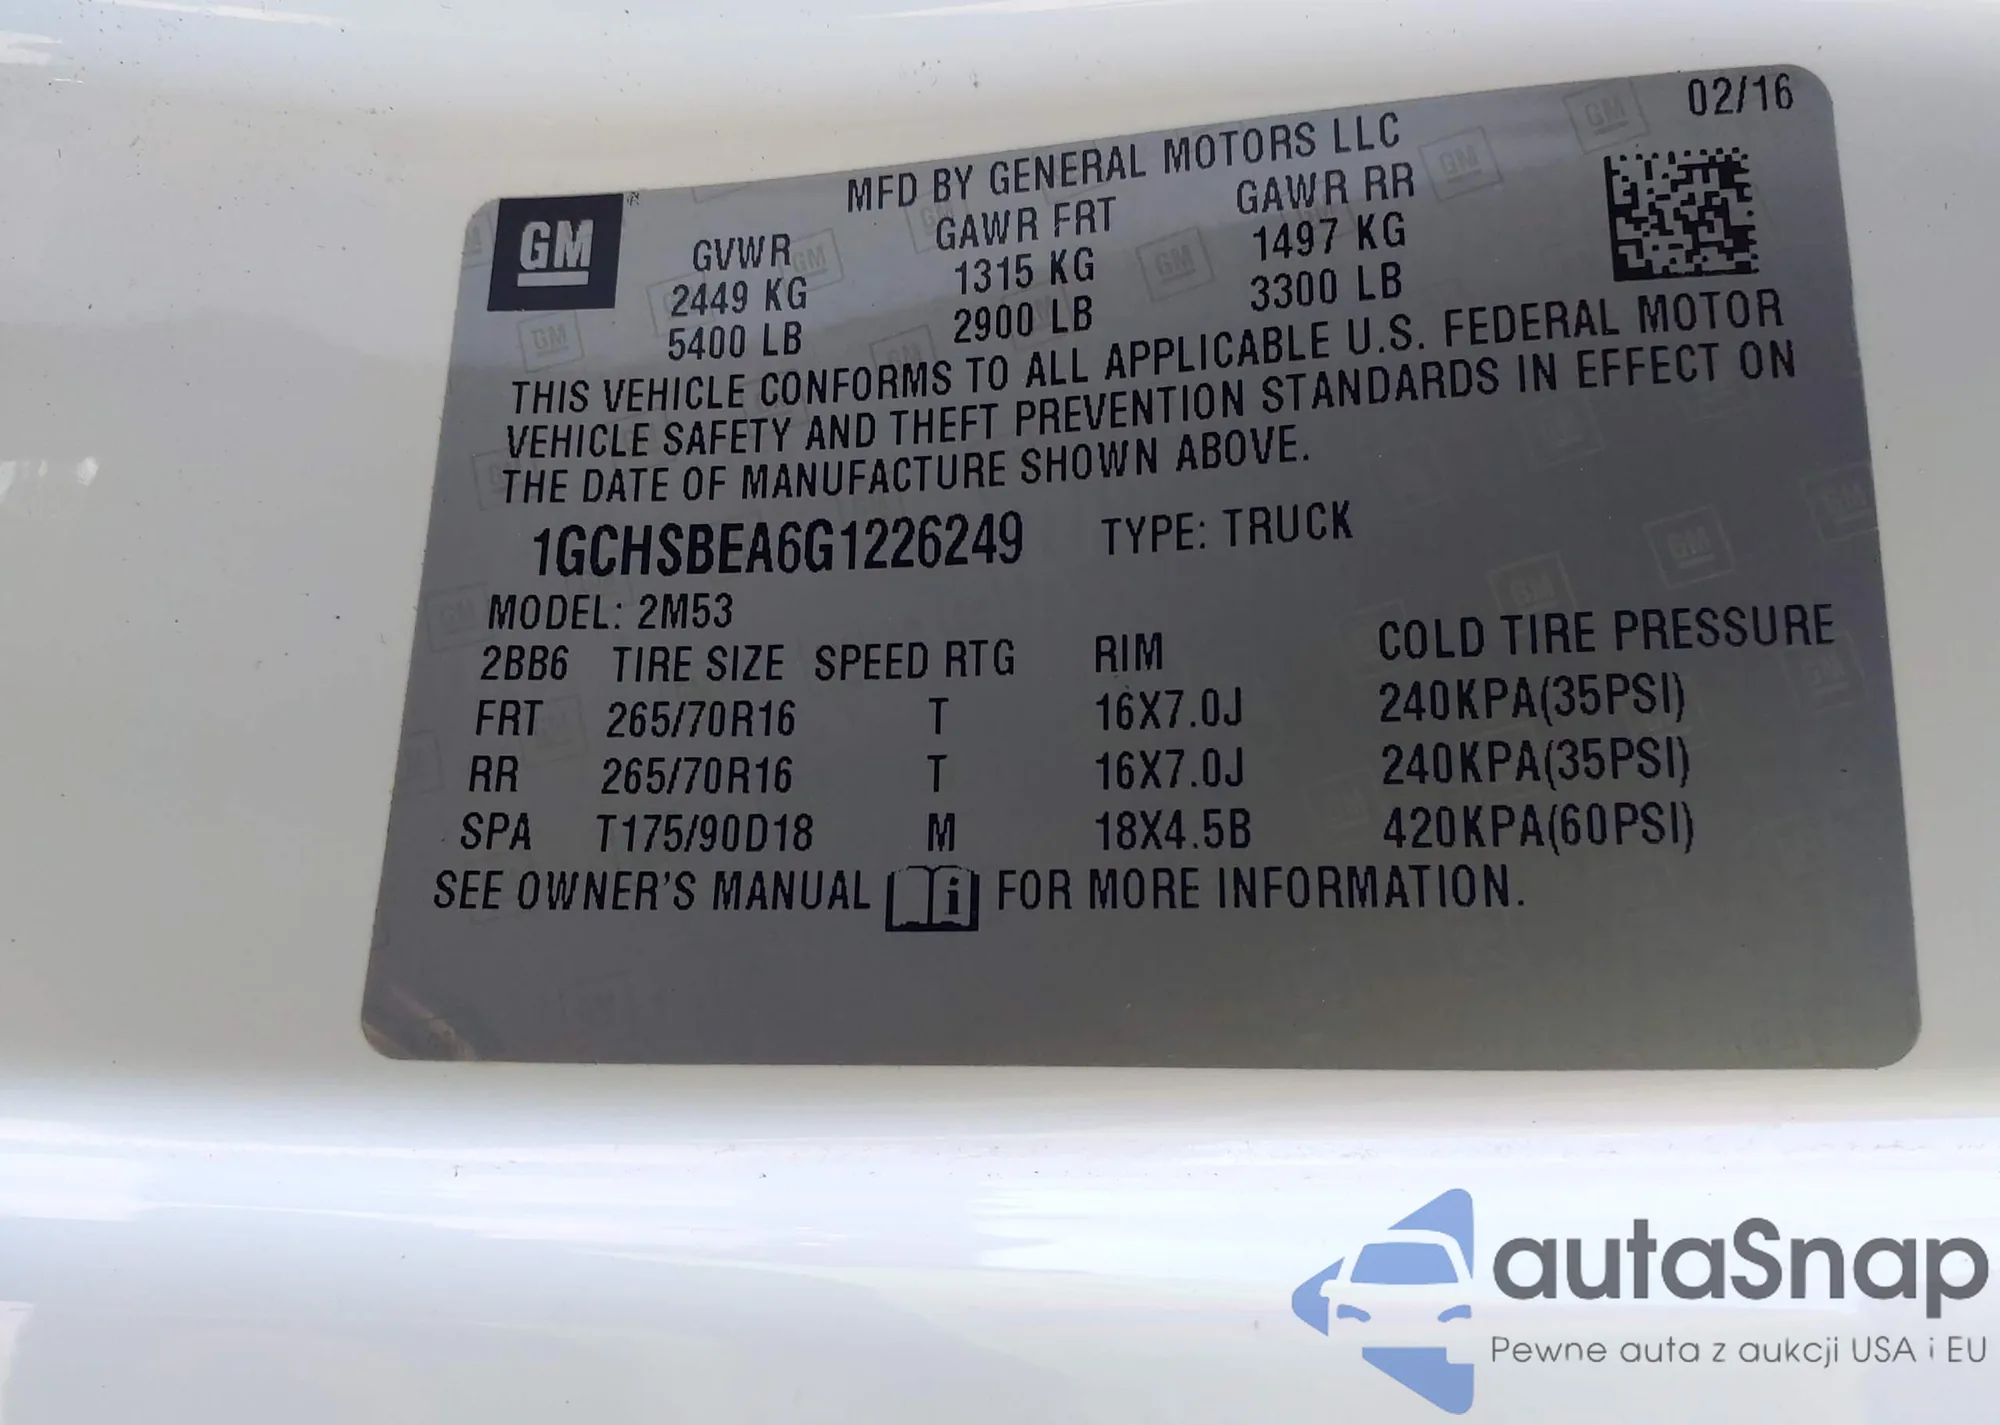 02/16
MFD BY GENERAL MOTORS LLC
GM
GVWR GAWR FRT GAWR RR
2449 KG 1315 KG 1497 KG
5400 LB 2900 LB 3300 LB
THIS VEHICLE CONFORMS TO ALL APPLICABLE U.S. FEDERAL MOTOR
VEHICLE SAFETY AND THEFT PREVENTION STANDARDS IN EFFECT ON
THE DATE OF MANUFACTURE SHOWN ABOVE.
1GCHSBEA6G1226249 TYPE: TRUCK
MODEL: 2M53
2BB6 TIRE SIZE SPEED RTG RIM COLD TIRE PRESSURE
FRT 265/70R16 T 16X7.0J 240KPA(35PSI)
RR 265/70R16 T 16X7.0J 240KPA(35PSI)
SPA T175/90D18 M 18X4.5B 420KPA(60PSI)
SEE OWNER'S MANUAL i FOR MORE INFORMATION.
autaSnap
Pewne auta z aukcji USA i EU